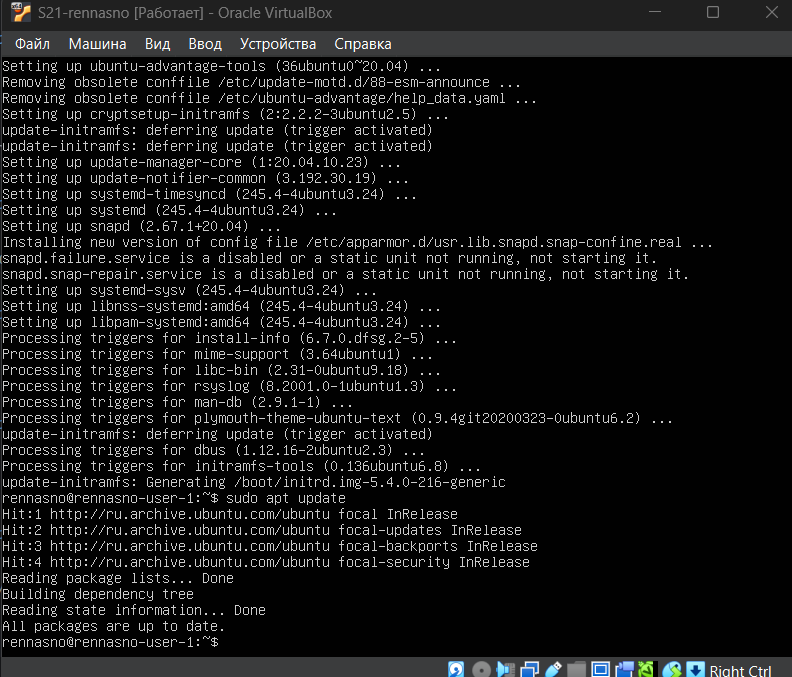 S21-rennasno [Работает] - Oracle VirtualBox
Файл Машина Вид Ввод Устройства Справка
Setting up ubuntu-advantage-tools (36ubuntu0~20.04) ...
Removing obsolete conffile /etc/update-motd.d/88-esm-announce ...
Removing obsolete conffile /etc/ubuntu-advantage/help_data.yaml ...
Setting up cryptsetup-initramfs (2:2.2.2-3ubuntu2.5) ...
update-initramfs: deferring update (trigger activated)
update-initramfs: deferring update (trigger activated)
Setting up update-manager-core (1:20.04.10.23) ...
Setting up update-notifier-common (3.192.30.19) ...
Setting up systemd-timesyncd (245.4-4ubuntu3.24) ...
Setting up systemd (245.4-4ubuntu3.24) ...
Setting up snapd (2.67.1+20.04) ...
Installing new version of config file /etc/apparmor.d/usr.lib.snapd.snap-confine.real ...
snapd.failure.service is a disabled or a static unit not running, not starting it.
snapd.snap-repair.service is a disabled or a static unit not running, not starting it.
Setting up systemd-sysv (245.4-4ubuntu3.24) ...
Setting up libnss-systemd:amd64 (245.4-4ubuntu3.24) ...
Setting up libpam-systemd:amd64 (245.4-4ubuntu3.24) ...
Processing triggers for install-info (6.7.0.dfsg.2-5) ...
Processing triggers for mime-support (3.64ubuntu1) ...
Processing triggers for libc-bin (2.31-0ubuntu9.18) ...
Processing triggers for rsyslog (8.2001.0-1ubuntu1.3) ...
Processing triggers for man-db (2.9.1-1) ...
Processing triggers for plymouth-theme-ubuntu-text (0.9.4git20200323-0ubuntu6.2) ...
update-initramfs: deferring update (trigger activated)
Processing triggers for dbus (1.12.16-2ubuntu2.3) ...
Processing triggers for initramfs-tools (0.136ubuntu6.8) ...
update-initramfs: Generating /boot/initrd.img-5.4.0-216-generic
rennasno@rennasno-user-1:~$ sudo apt update
Hit:1 http://ru.archive.ubuntu.com/ubuntu focal InRelease
Hit:2 http://ru.archive.ubuntu.com/ubuntu focal-updates InRelease
Hit:3 http://ru.archive.ubuntu.com/ubuntu focal-backports InRelease
Hit:4 http://ru.archive.ubuntu.com/ubuntu focal-security InRelease
Reading package lists... Done
Building dependency tree
Reading state information... Done
All packages are up to date.
rennasno@rennasno-user-1:~$
Right Ctrl